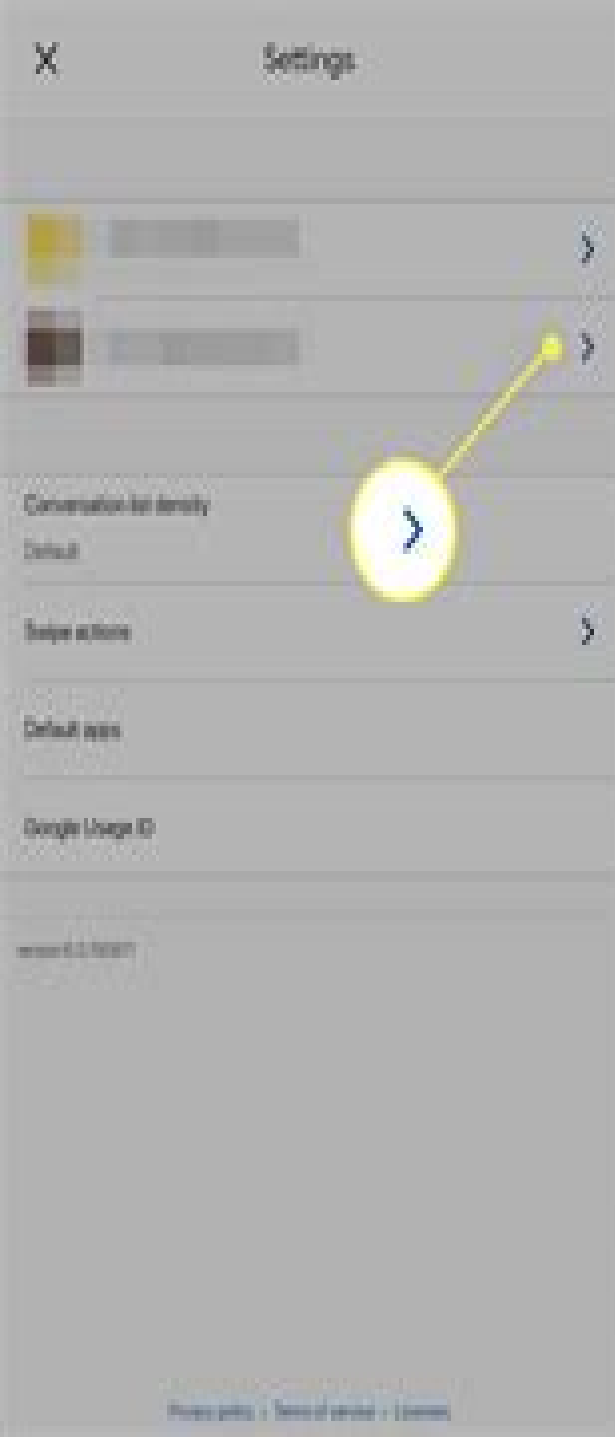 X Settings
Conversation list density
Default
Swipe actions
Default apps
Google Usage ID
Privacy policy • Terms of service • Licenses